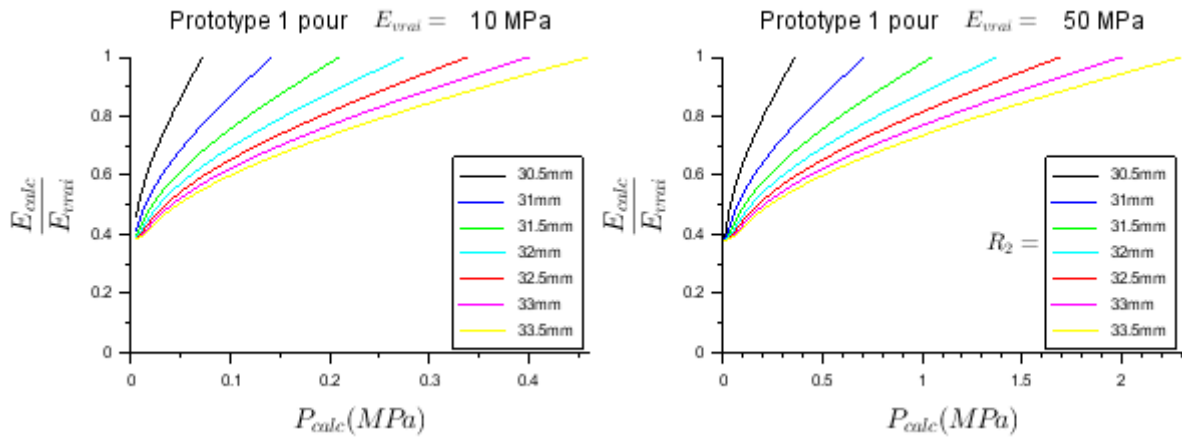 Prototype 1 pour E_vrai = 10 MPa
1
0.8
0.6
0.4
0.2
0
E_calc / E_vrai
30.5mm
31mm
31.5mm
32mm
32.5mm
33mm
33.5mm
0 0.1 0.2 0.3 0.4
P_calc(MPa)
Prototype 1 pour E_vrai = 50 MPa
1
0.8
0.6
0.4
0.2
0
E_calc / E_vrai
R_2 =
30.5mm
31mm
31.5mm
32mm
32.5mm
33mm
33.5mm
0 0.5 1 1.5 2
P_calc(MPa)